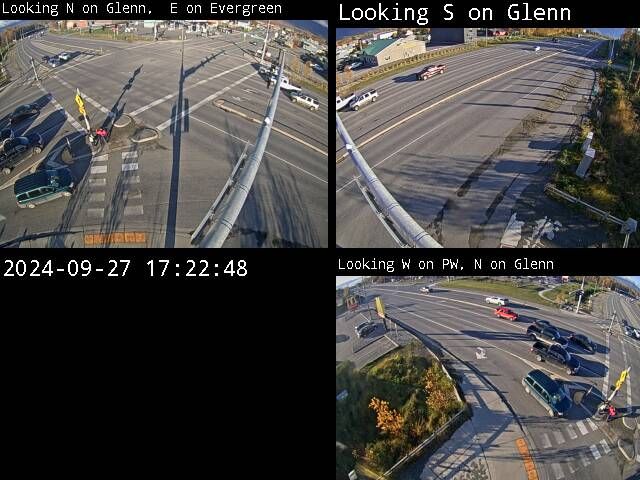 Looking N on Glenn,  E on Evergreen
Looking S on Glenn
2024-09-27 17:22:48
Looking W on PW, N on Glenn